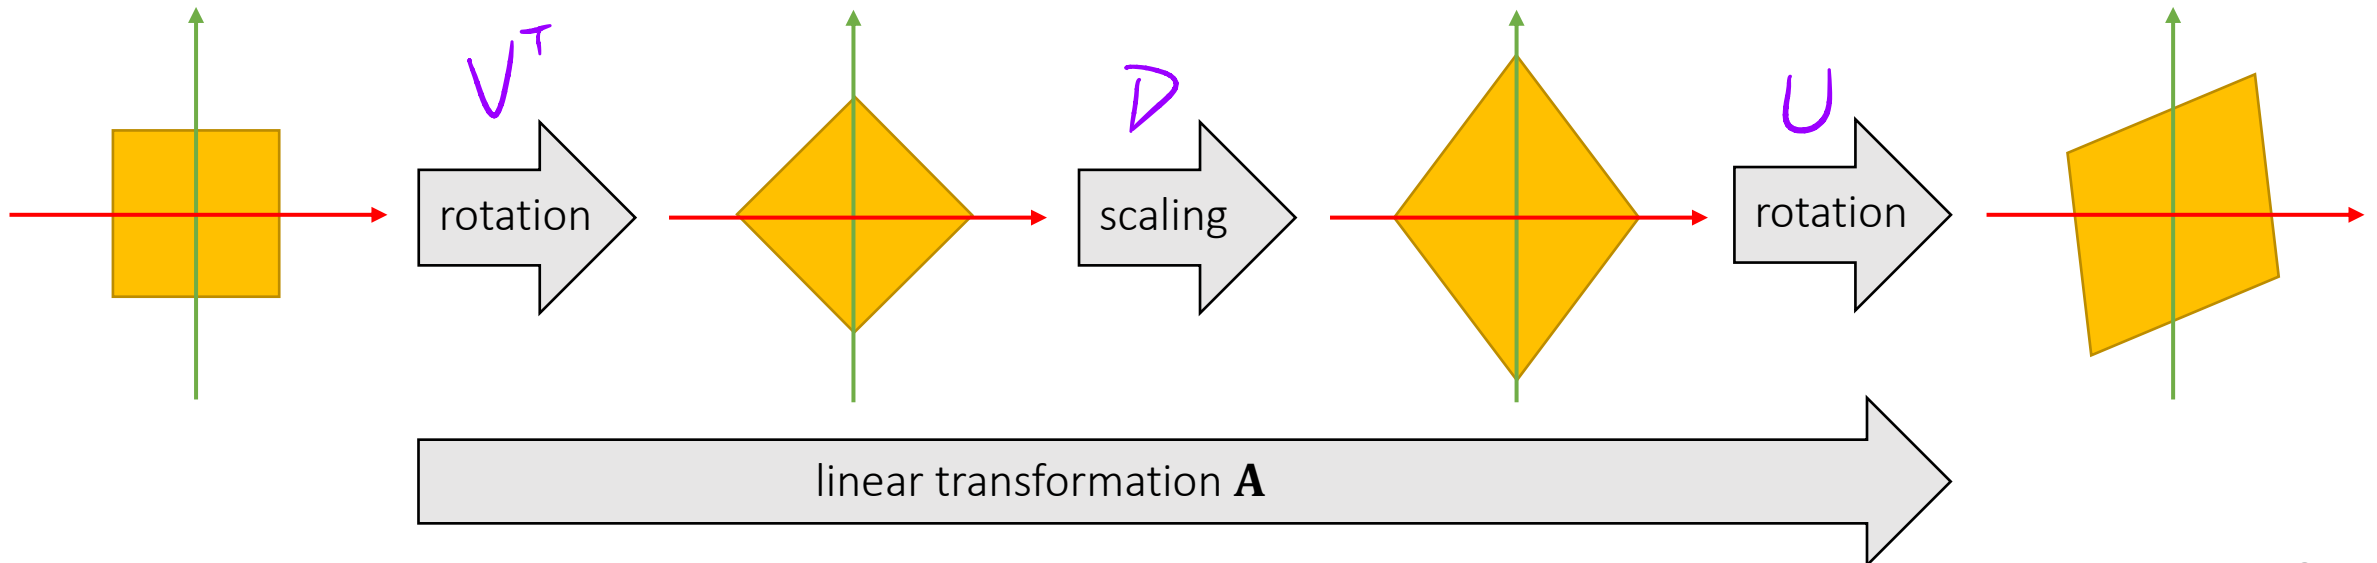 V^T
D
U
rotation
scaling
rotation
linear transformation A